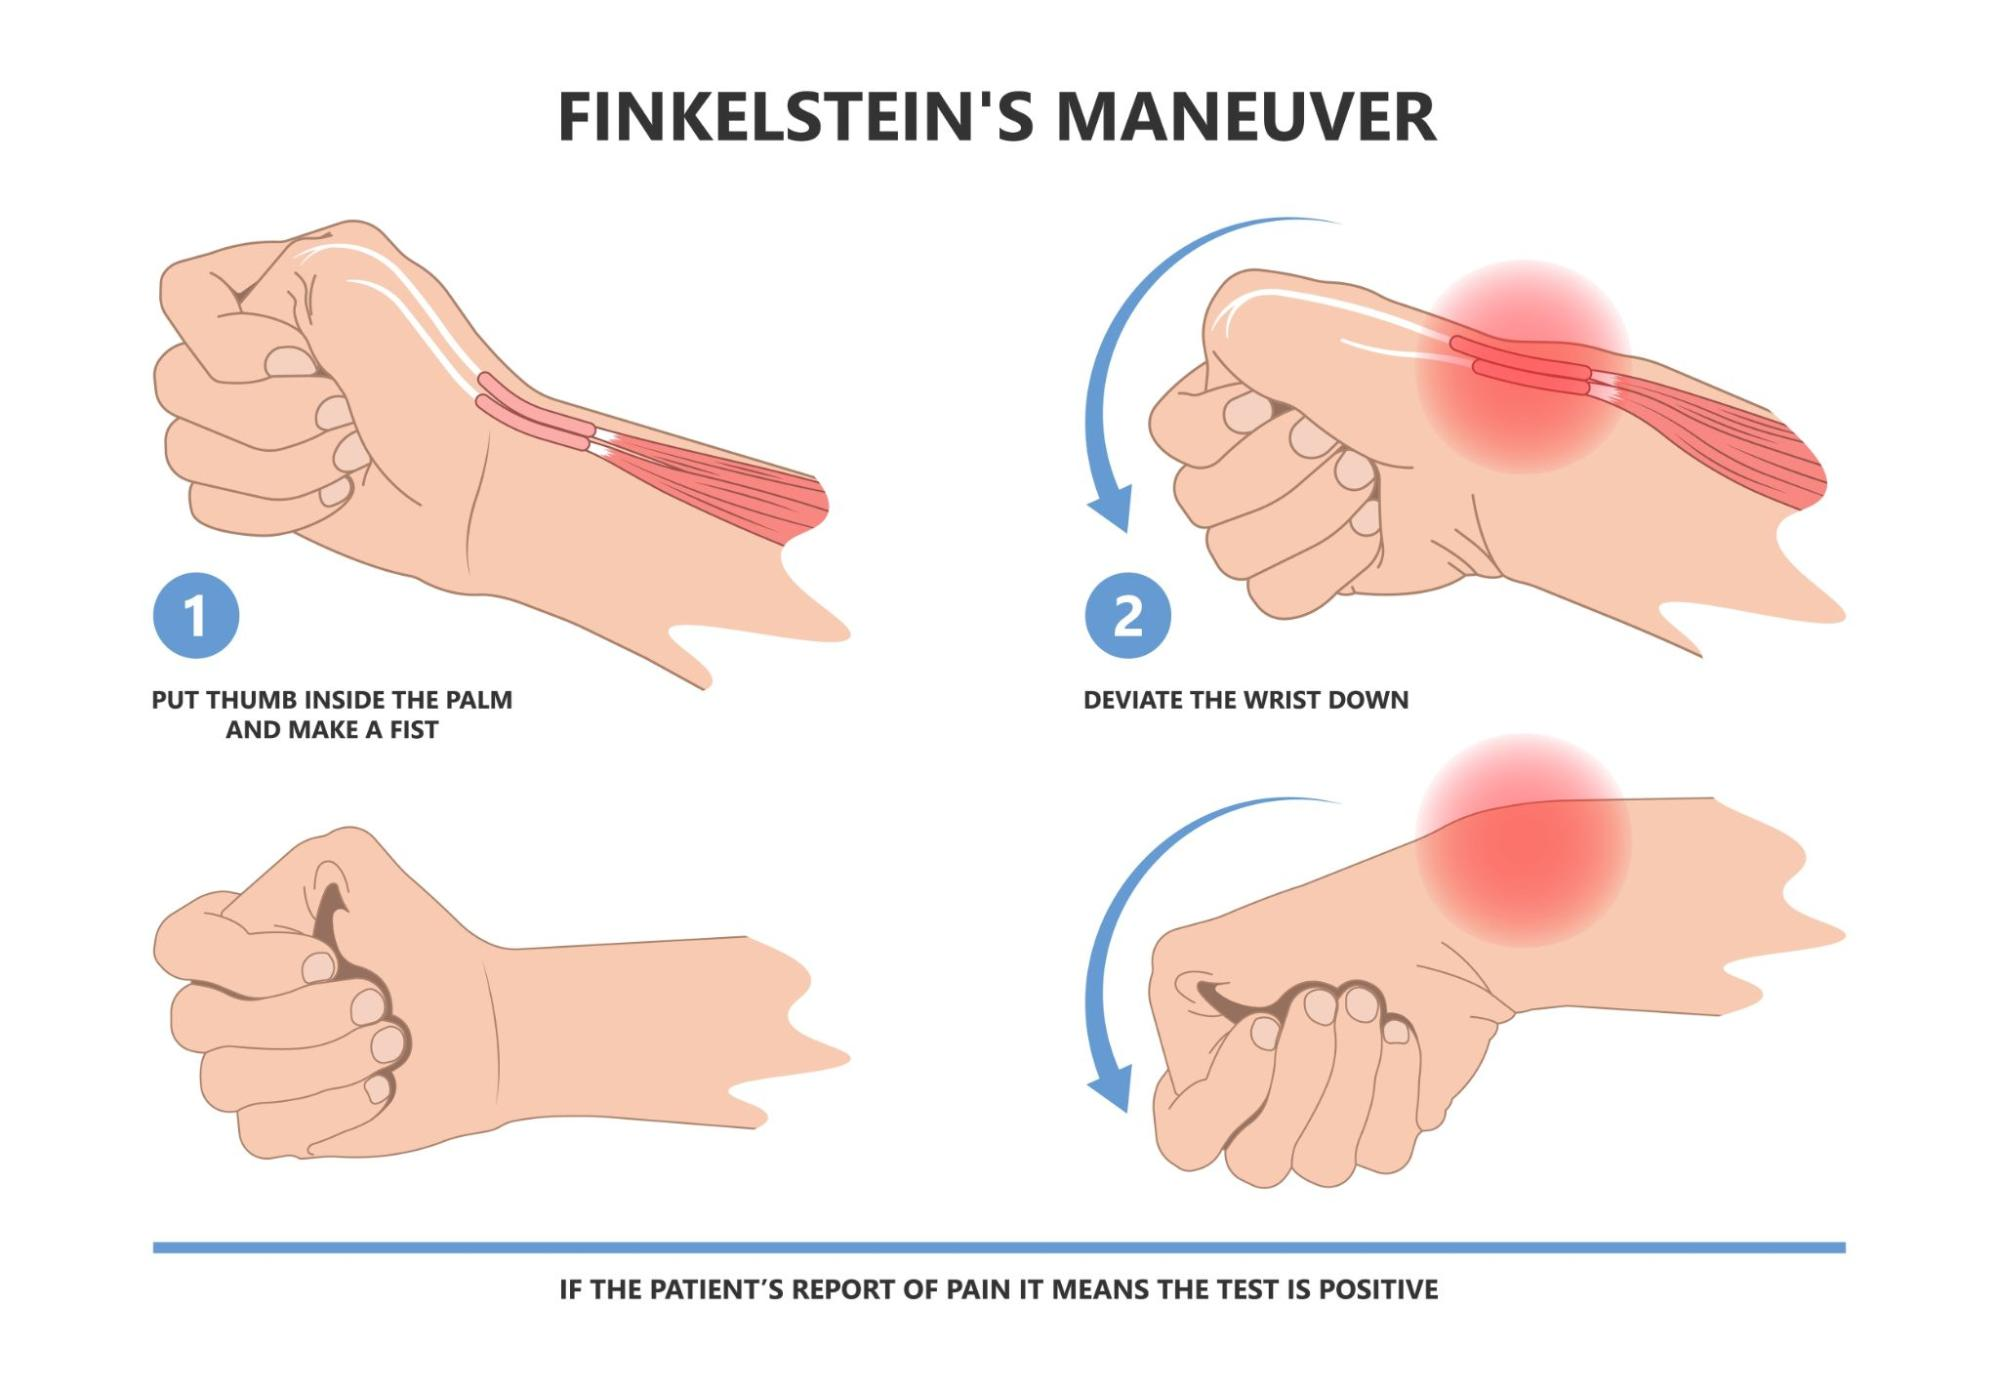 FINKELSTEIN'S MANEUVER
1
PUT THUMB INSIDE THE PALM
AND MAKE A FIST
2
DEVIATE THE WRIST DOWN
IF THE PATIENT’S REPORT OF PAIN IT MEANS THE TEST IS POSITIVE